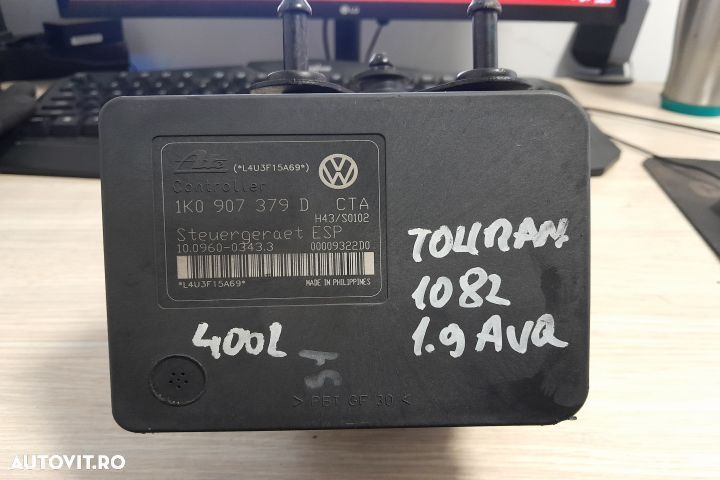 LG
Ate (*L4U3F15A69*)
Controller
1K0 907 379 D CTA
H43/S0102
Steuergeraet ESP
10.0960-0343.3 00009322D0
*L4U3F15A69* MADE IN PHILIPPINES
TOURAN
1082
1.9 AVQ
400L
> PBT GF 30 <
AUTOVIT.RO